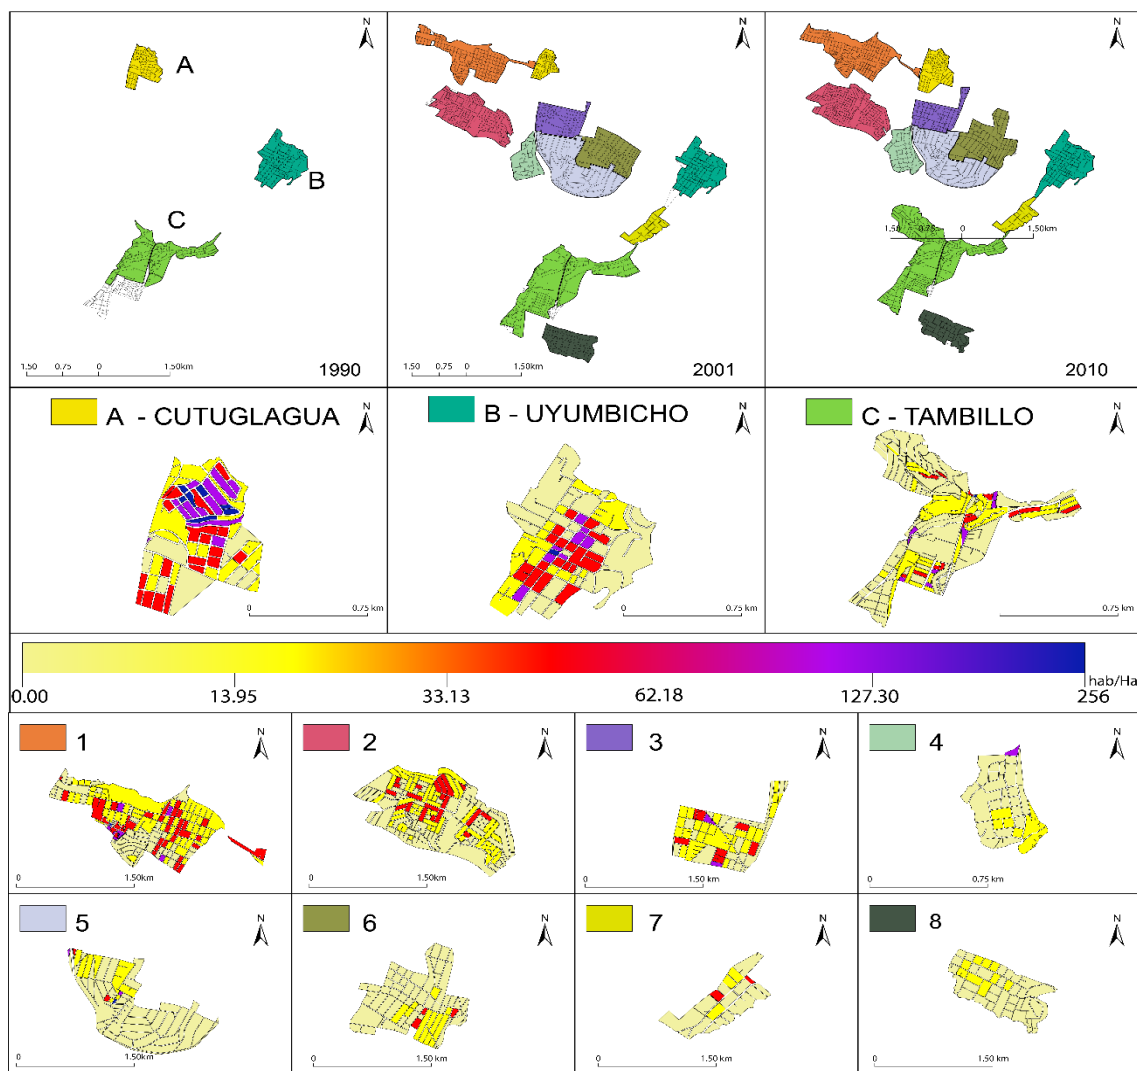 N
N
N
A
B
C
1.50 0.75 0 1.50km
1990
1.50 0.75 0 1.50km
2001
1.50 0.75 0 1.50km
2010
A - CUTUGLAGUA
N
0 0.75 km
B - UYUMBICHO
N
0 0.75 km
C - TAMBILLO
N
0.75 km
0.00 13.95 33.13 62.18 127.30 256 hab/Ha
1
N
0 1.50km
2
N
0 1.50km
3
N
0 1.50 km
4
N
0 0.75 km
5
N
0 1.50km
6
N
0 1.50 km
7
N
0 1.50 km
8
N
0 1.50 km